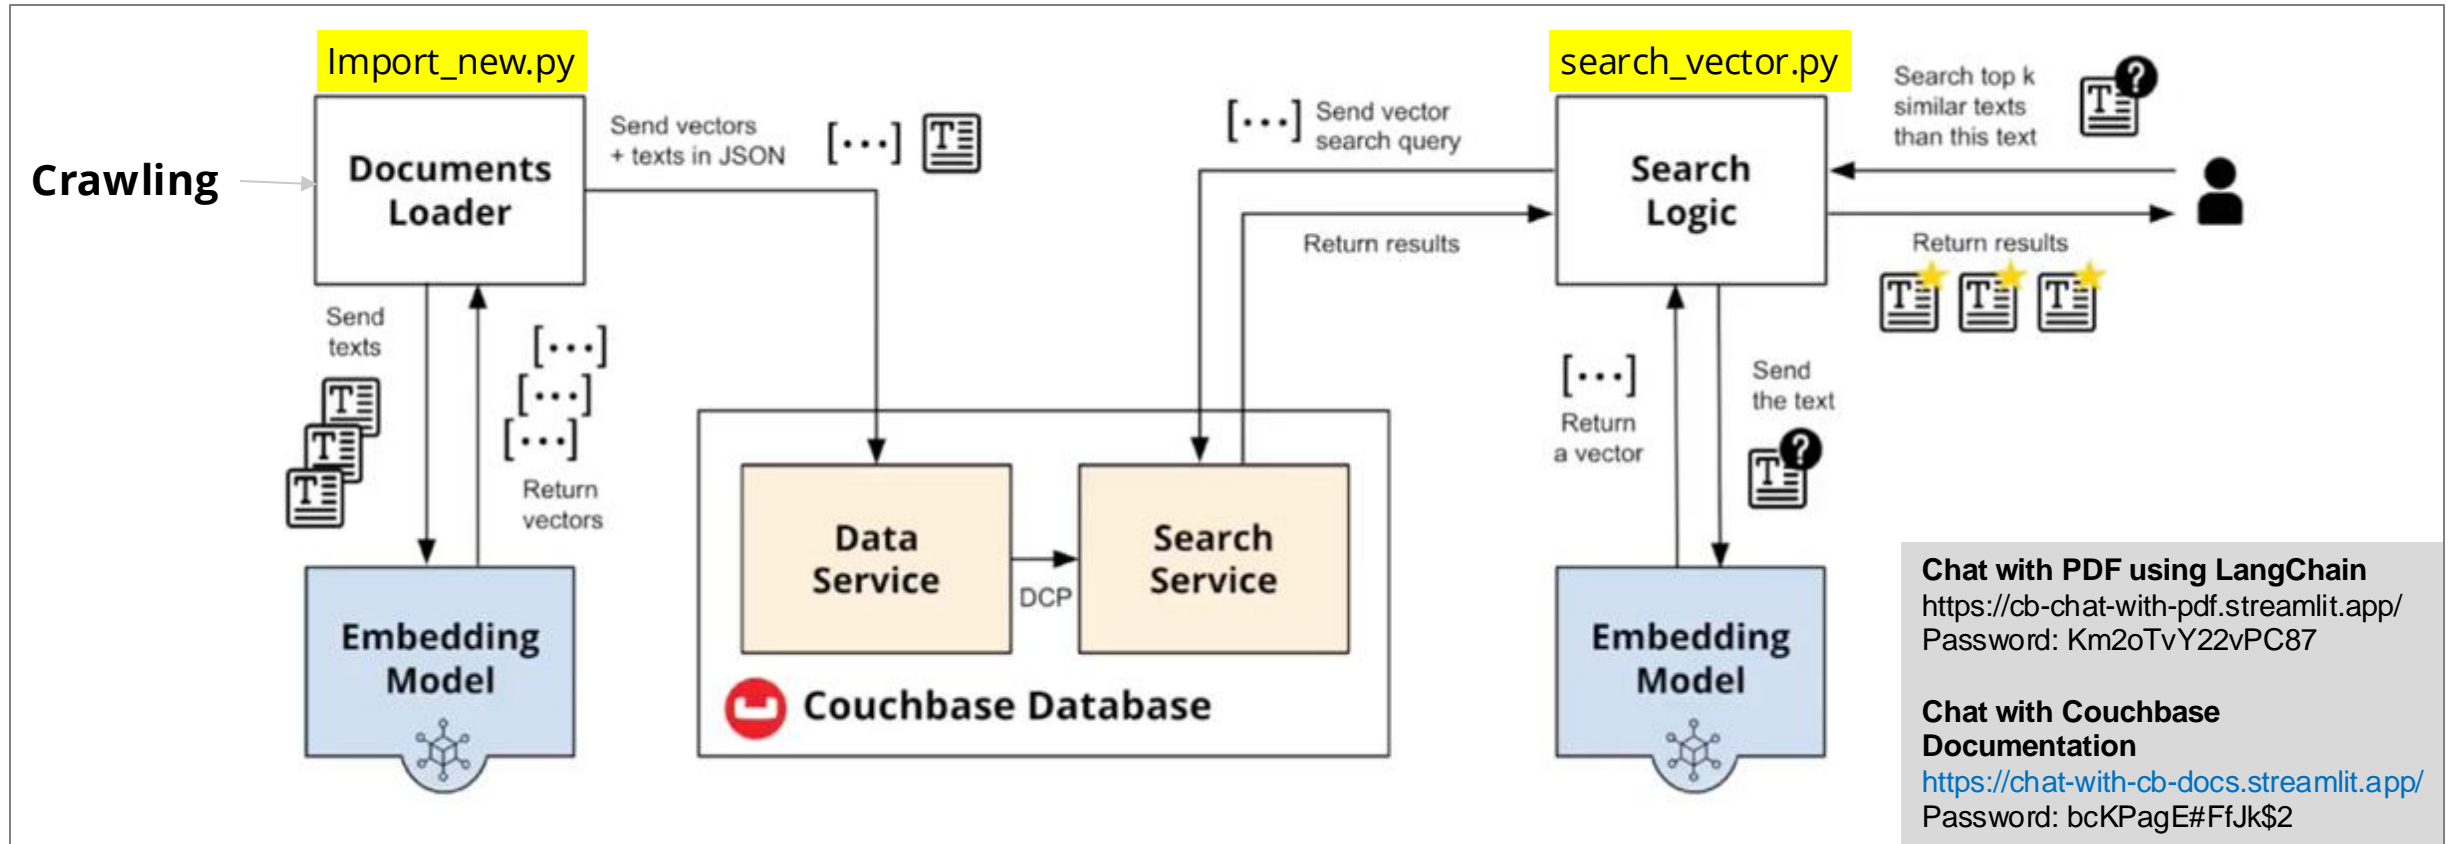 Import_new.py
Crawling
Documents
Loader
Send vectors
+ texts in JSON
[...]
T
Send
texts
T
T
T
[...]
[...]
[...]
Return
vectors
Embedding
Model
Data
Service
DCP
Search
Service
Couchbase Database
[...]
Send vector
search query
Return results
search_vector.py
Search
Logic
Search top k
similar texts
than this text
T
?
Return results
T
T
T
[...]
Return
a vector
Send
the text
T
?
Embedding
Model
Chat with PDF using LangChain
https://cb-chat-with-pdf.streamlit.app/
Password: Km2oTvY22vPC87
Chat with Couchbase
Documentation
https://chat-with-cb-docs.streamlit.app/
Password: bcKPagE#FfJk$2